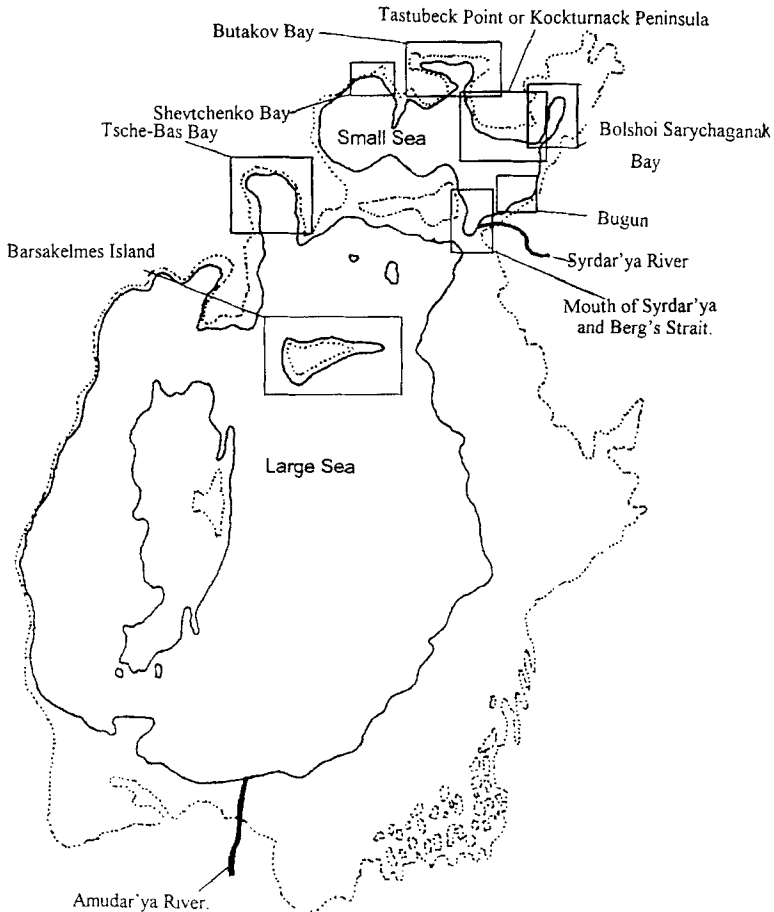 Tastubeck Point or Kockturnack Peninsula
Butakov Bay
Shevtchenko Bay
Tsche-Bas Bay
Small Sea
Bolshoi Sarychaganak
Bay
Bugun
Barsakelmes Island
Syrdar'ya River
Mouth of Syrdar'ya
and Berg's Strait.
Large Sea
Amudar'ya River.